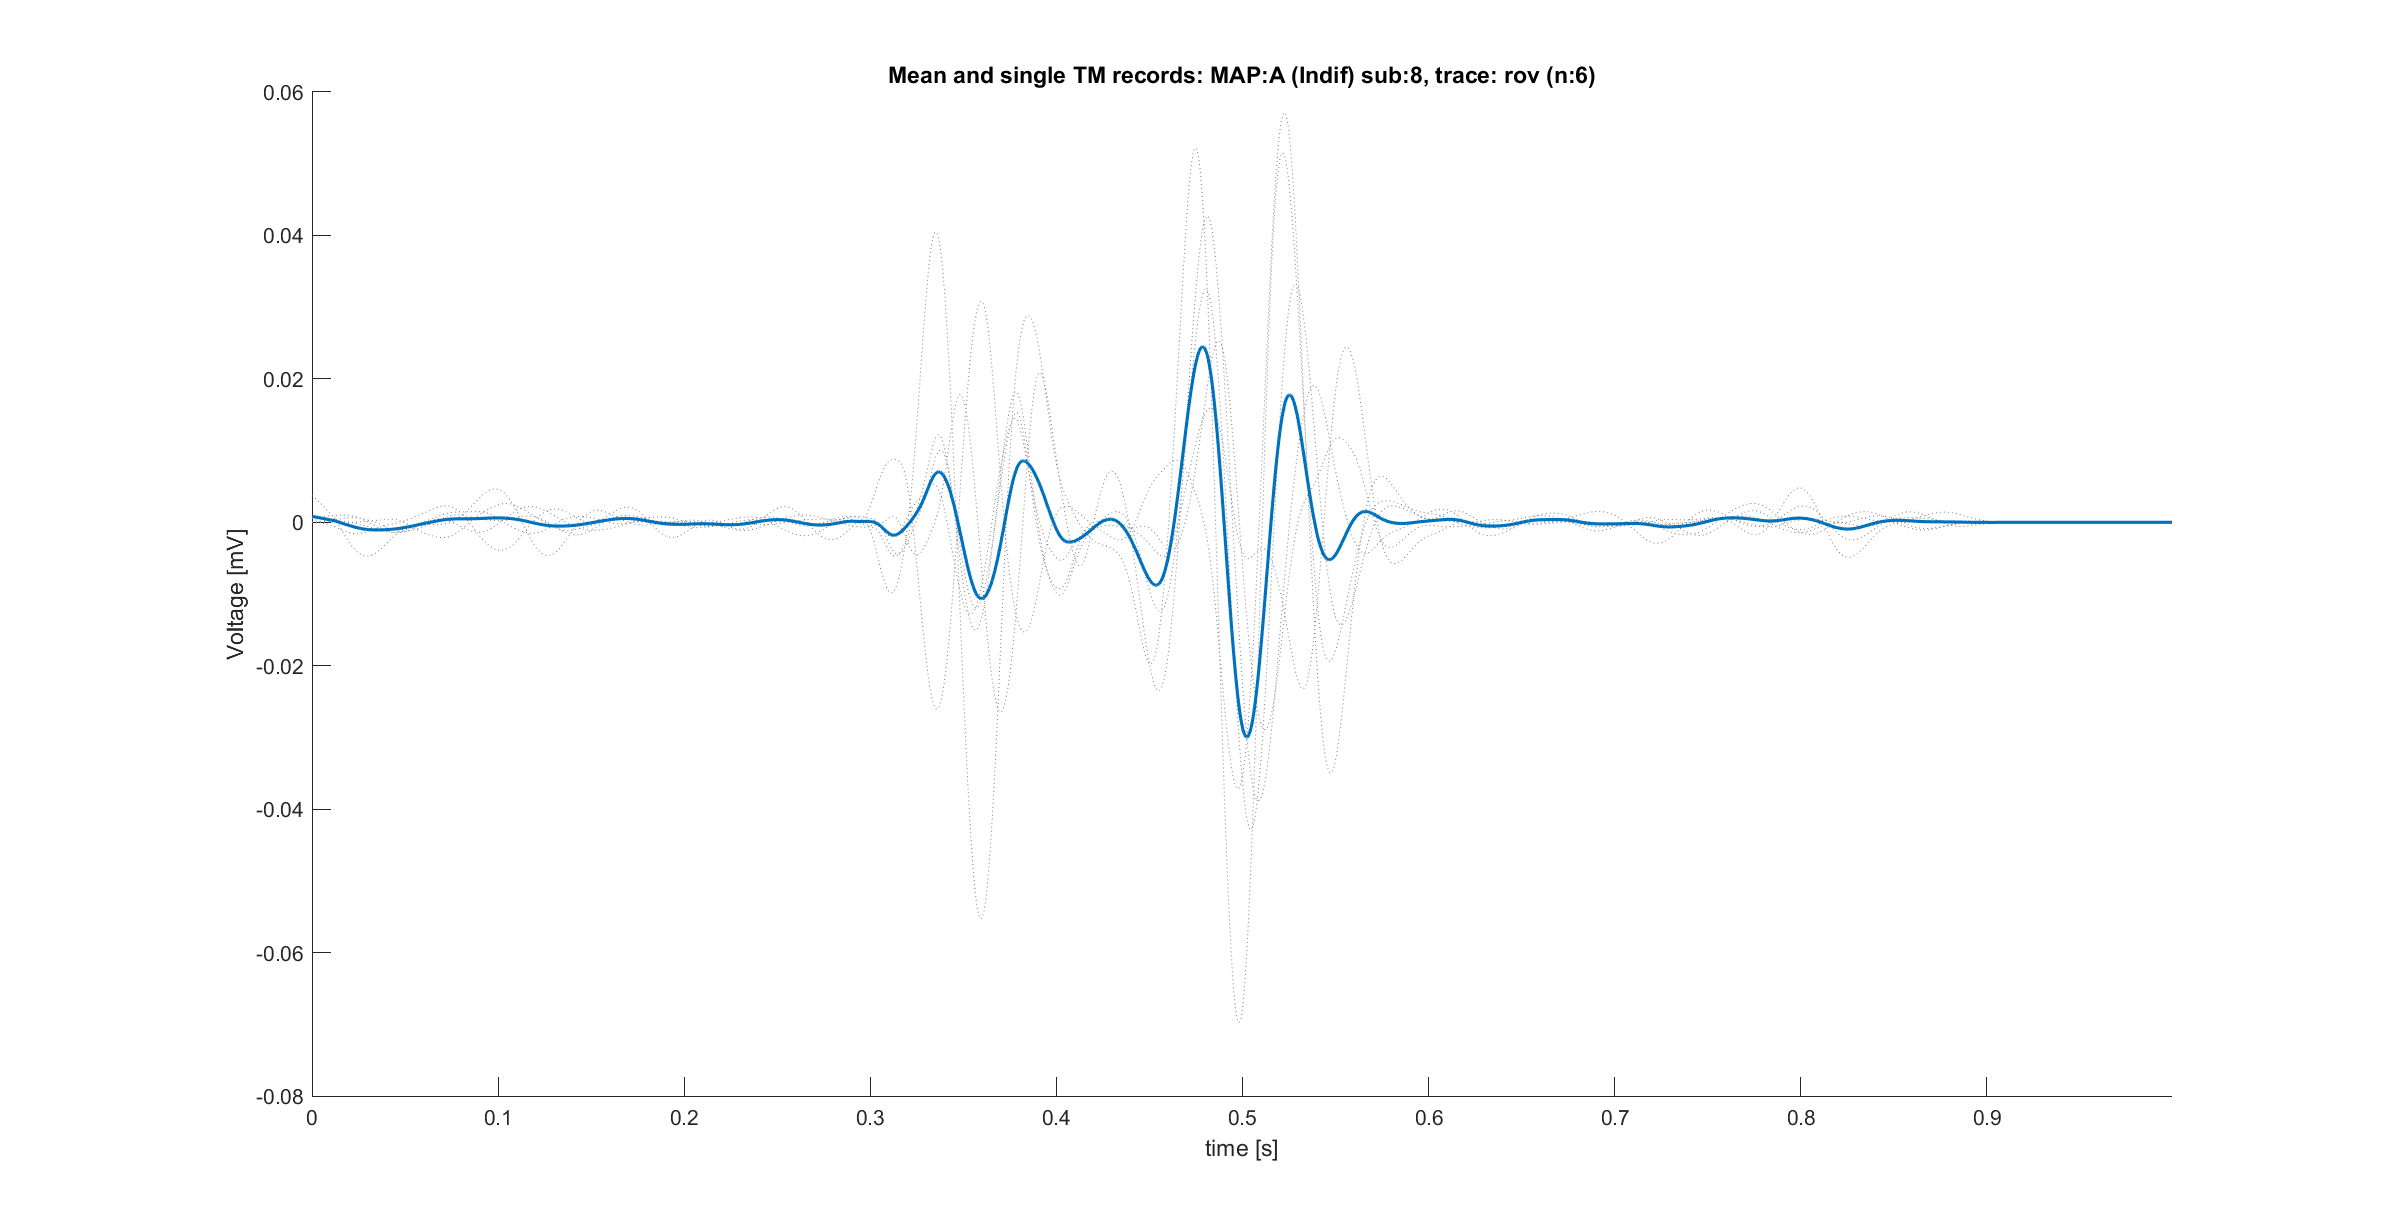 Mean and single TM records: MAP:A (Indif) sub:8, trace: rov (n:6)
0.06
0.04
0.02
0
-0.02
-0.04
-0.06
-0.08
Voltage [mV]
0 0.1 0.2 0.3 0.4 0.5 0.6 0.7 0.8 0.9
time [s]